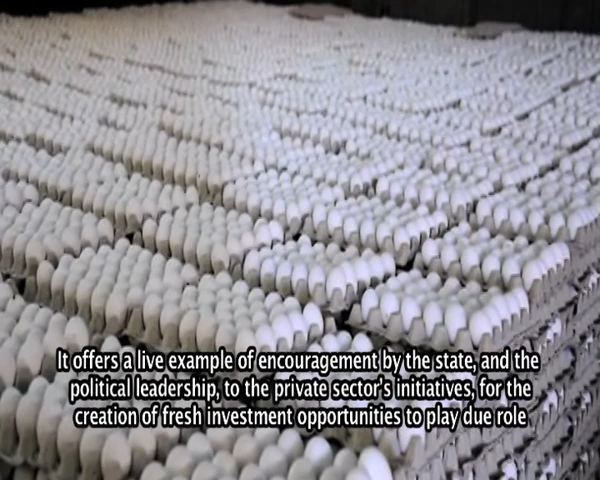 It offers a live example of encouragement by the state, and the
political leadership, to the private sector's initiatives, for the
creation of fresh investment opportunities to play due role